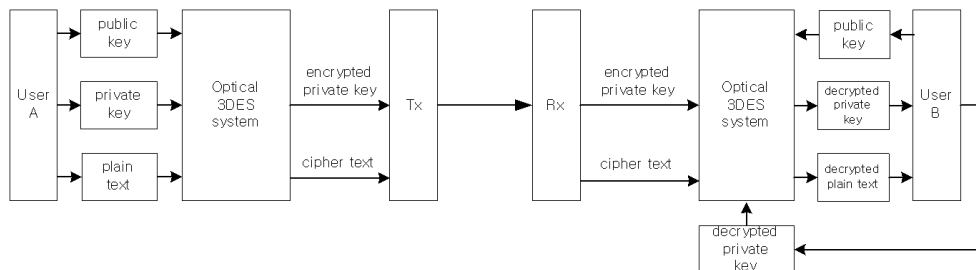 User
A
public
key
private
key
plain
text
Optical
3DES
system
encrypted
private key
cipher text
Tx
Rx
encrypted
private key
cipher text
Optical
3DES
system
public
key
decrypted
private
key
decrypted
plain text
User
B
decrypted
private
key